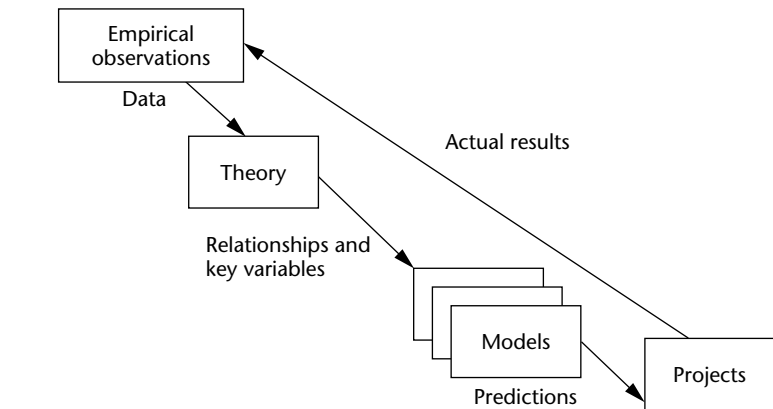 Empirical
observations
Data
Actual results
Theory
Relationships and
key variables
Models
Projects
Predictions